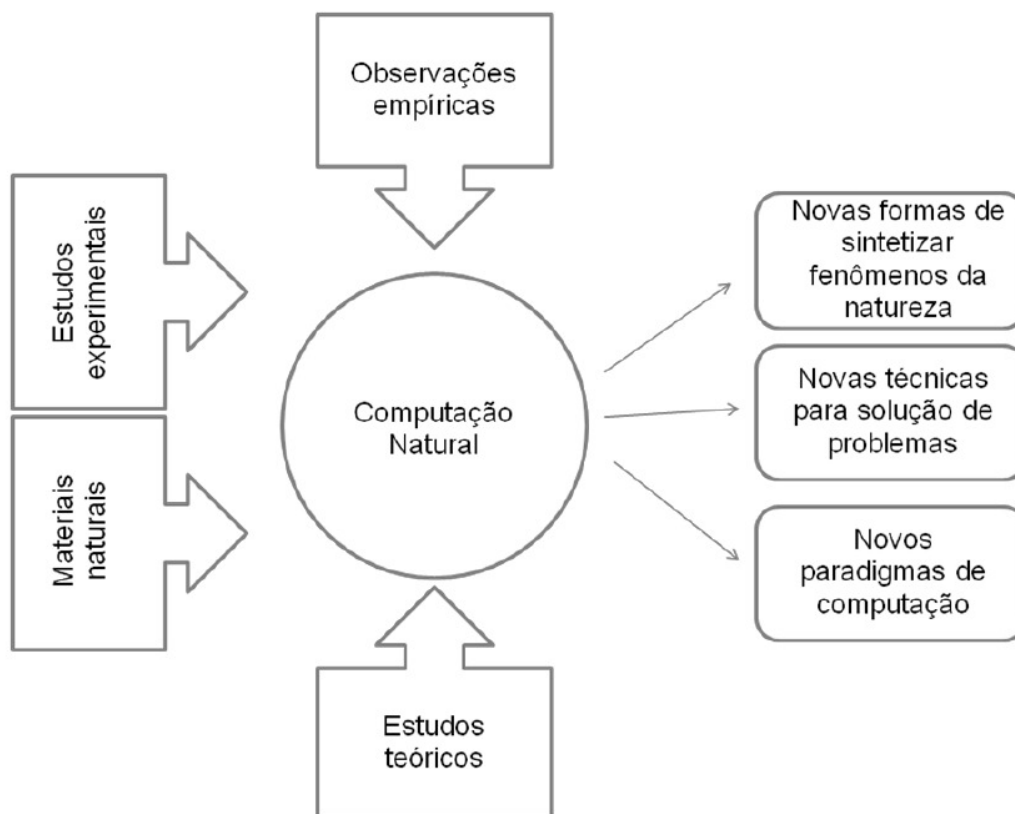 Observações
empíricas
Estudos
experimentais
Materiais
naturais
Computação
Natural
Estudos
teóricos
Novas formas de
sintetizar
fenômenos da
natureza
Novas técnicas
para solução de
problemas
Novos
paradigmas de
computação